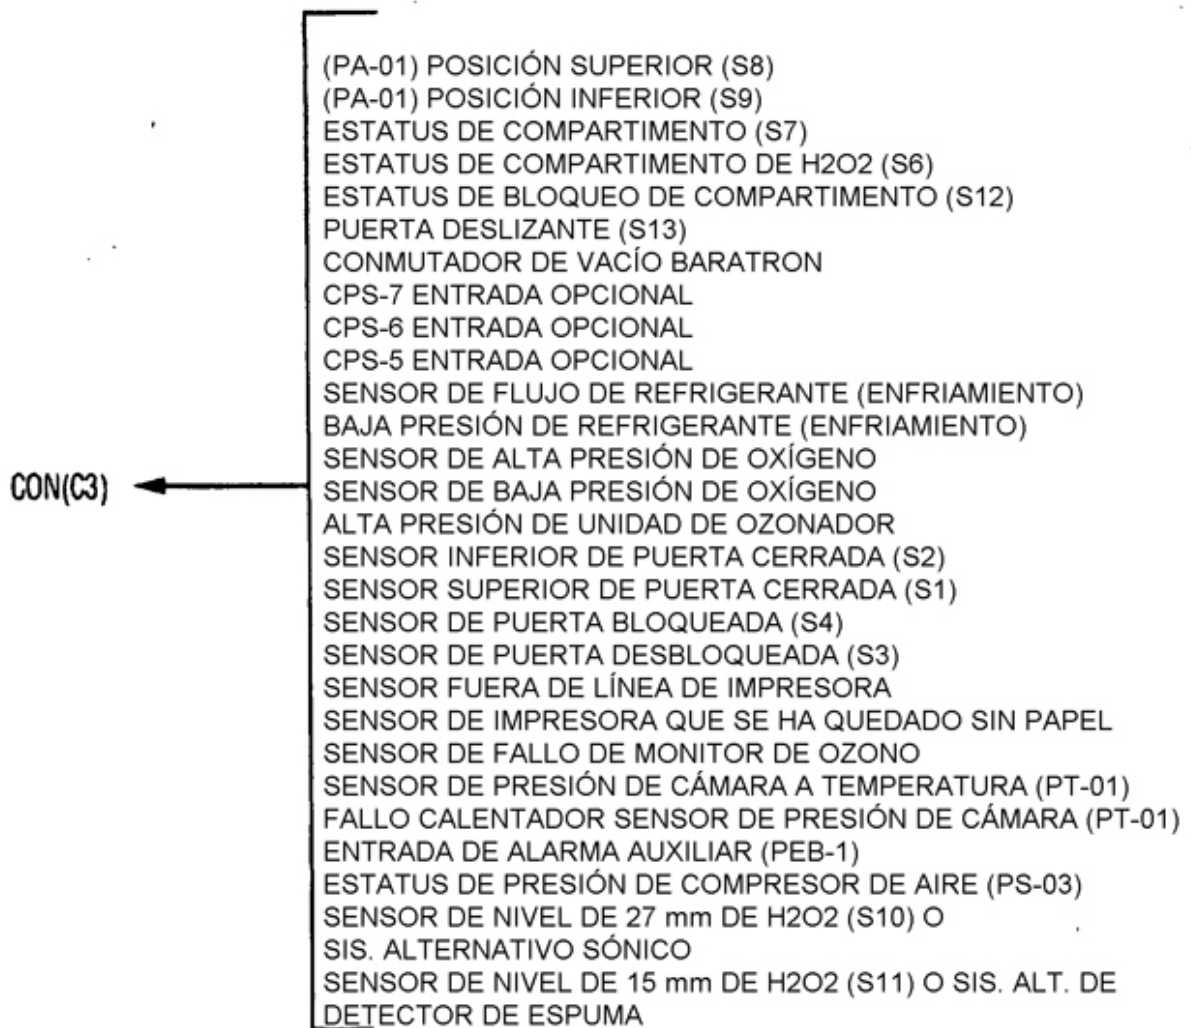 (PA-01) POSICIÓN SUPERIOR (S8)
(PA-01) POSICIÓN INFERIOR (S9)
ESTATUS DE COMPARTIMENTO (S7)
ESTATUS DE COMPARTIMENTO DE H2O2 (S6)
ESTATUS DE BLOQUEO DE COMPARTIMENTO (S12)
PUERTA DESLIZANTE (S13)
CONMUTADOR DE VACÍO BARATRON
CPS-7 ENTRADA OPCIONAL
CPS-6 ENTRADA OPCIONAL
CPS-5 ENTRADA OPCIONAL
SENSOR DE FLUJO DE REFRIGERANTE (ENFRIAMIENTO)
BAJA PRESIÓN DE REFRIGERANTE (ENFRIAMIENTO)
SENSOR DE ALTA PRESIÓN DE OXÍGENO
CON(C3)
SENSOR DE BAJA PRESIÓN DE OXÍGENO
ALTA PRESIÓN DE UNIDAD DE OZONADOR
SENSOR INFERIOR DE PUERTA CERRADA (S2)
SENSOR SUPERIOR DE PUERTA CERRADA (S1)
SENSOR DE PUERTA BLOQUEADA (S4)
SENSOR DE PUERTA DESBLOQUEADA (S3)
SENSOR FUERA DE LÍNEA DE IMPRESORA
SENSOR DE IMPRESORA QUE SE HA QUEDADO SIN PAPEL
SENSOR DE FALLO DE MONITOR DE OZONO
SENSOR DE PRESIÓN DE CÁMARA A TEMPERATURA (PT-01)
FALLO CALENTADOR SENSOR DE PRESIÓN DE CÁMARA (PT-01)
ENTRADA DE ALARMA AUXILIAR (PEB-1)
ESTATUS DE PRESIÓN DE COMPRESOR DE AIRE (PS-03)
SENSOR DE NIVEL DE 27 mm DE H2O2 (S10) O
SIS. ALTERNATIVO SÓNICO
SENSOR DE NIVEL DE 15 mm DE H2O2 (S11) O SIS. ALT. DE
DETECTOR DE ESPUMA